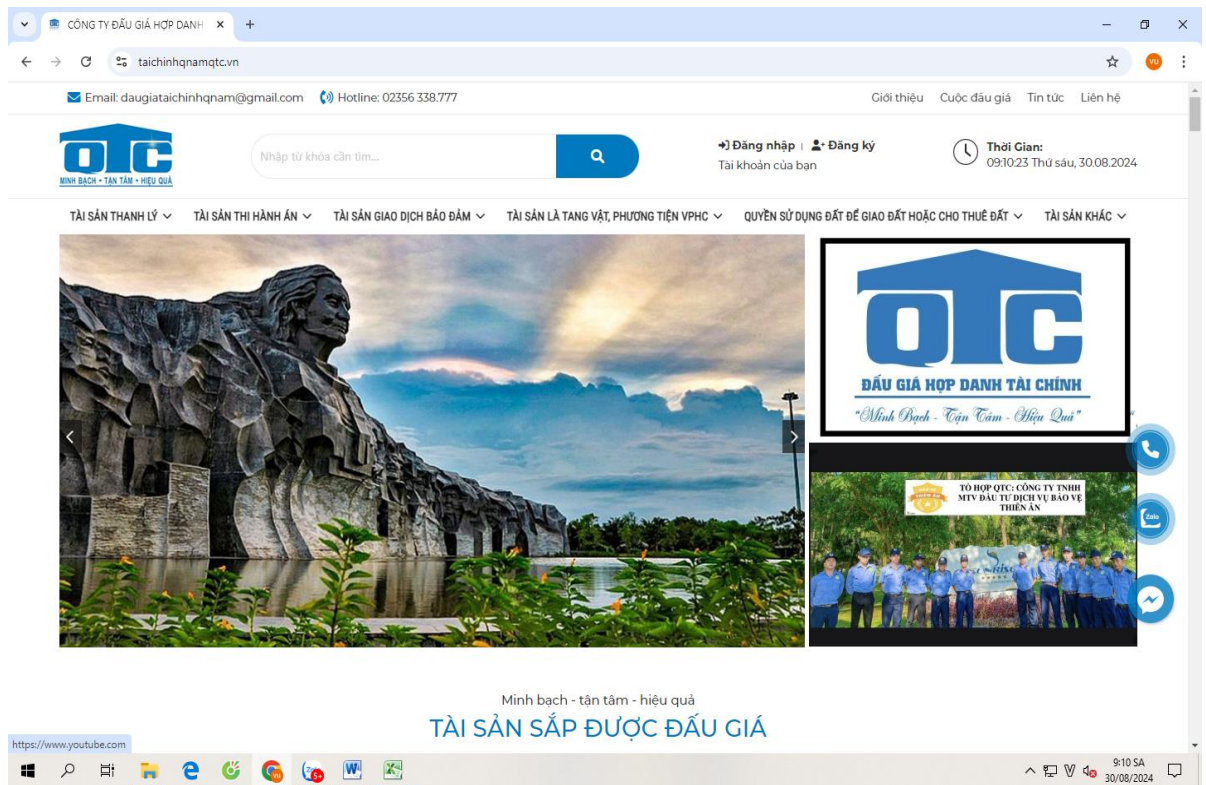 CÔNG TY ĐẤU GIÁ HỢP DANH
taichinhqnamqtc.vn
VU
Email: daugiataichinhqnam@gmail.com
Hotline: 02356 338.777
Giới thiệu
Cuộc đấu giá
Tin tức
Liên hệ
QTC
MINH BẠCH • TẬN TÂM • HIỆU QUẢ
Nhập từ khóa cần tìm...
Đăng nhập | Đăng ký
Tài khoản của bạn
Thời Gian:
09:10:23 Thứ sáu, 30.08.2024
TÀI SẢN THANH LÝ
TÀI SẢN THI HÀNH ÁN
TÀI SẢN GIAO DỊCH BẢO ĐẢM
TÀI SẢN LÀ TANG VẬT, PHƯƠNG TIỆN VPHC
QUYỀN SỬ DỤNG ĐẤT ĐỂ GIAO ĐẤT HOẶC CHO THUÊ ĐẤT
TÀI SẢN KHÁC
QTC
ĐẤU GIÁ HỢP DANH TÀI CHÍNH
"Minh Bạch - Tận Tâm - Hiệu Quả"
TỔ HỢP QTC: CÔNG TY TNHH
MTV ĐẦU TƯ DỊCH VỤ BẢO VỆ
THIÊN ÂN
Zalo
Minh bạch - tận tâm - hiệu quả
TÀI SẢN SẮP ĐƯỢC ĐẤU GIÁ
https://www.youtube.com
5+
9:10 SA
30/08/2024